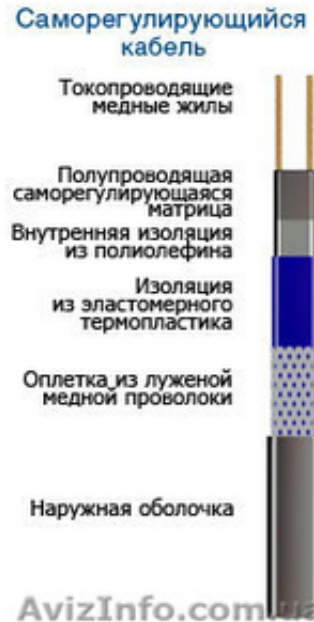 Саморегулирующийся
кабель
Токопроводящие
медные жилы
Полупроводящая
саморегулирующаяся
матрица
Внутренняя изоляция
из полиолефина
Изоляция
из эластомерного
термопластика
Оплетка из луженой
медной проволоки
Наружная оболочка
AvizInfo.com.ua